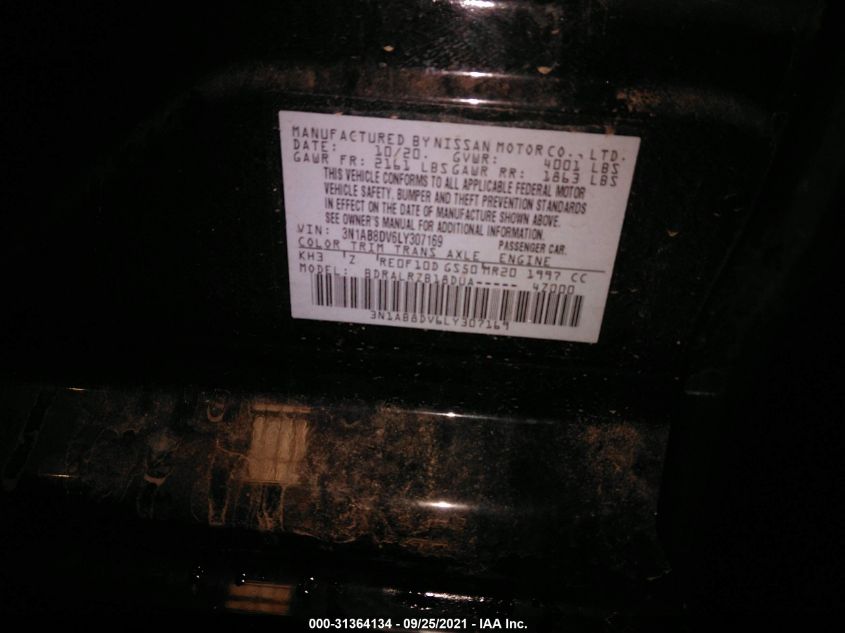 MANUFACTURED BY NISSAN MOTOR CO., LTD.
DATE: 10/20. GVWR: 4001 LBS
GAWR FR: 2161 LBS GAWR RR: 1863 LBS
THIS VEHICLE CONFORMS TO ALL APPLICABLE FEDERAL MOTOR
VEHICLE SAFETY, BUMPER AND THEFT PREVENTION STANDARDS
IN EFFECT ON THE DATE OF MANUFACTURE SHOWN ABOVE.
SEE OWNER'S MANUAL FOR ADDITIONAL INFORMATION.
VIN: 3N1AB8DV6LY307169 PASSENGER CAR.
COLOR TRIM TRANS AXLE ENGINE
KH3 'Z RE0F10D GS50 MR20 1997 CC
MODEL: BDRALRZB18DUA----- 4Z000
3N1AB8DV6LY307169
000-31364134 - 09/25/2021 - IAA Inc.